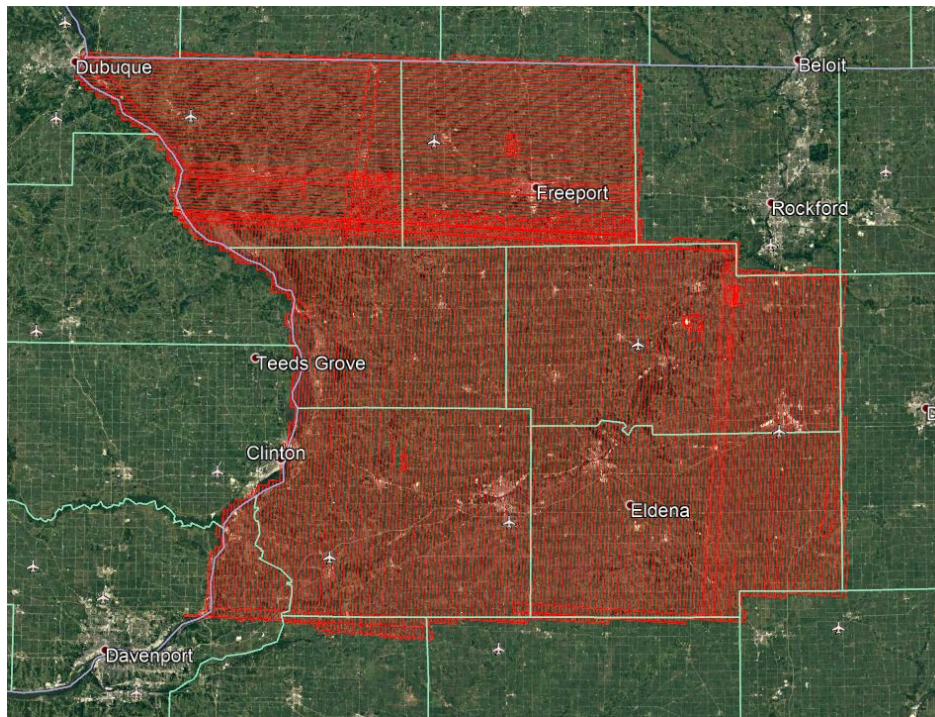 Dubuque
Beloit
Freeport
Rockford
Teeds Grove
D
Clinton
Eldena
Davenport